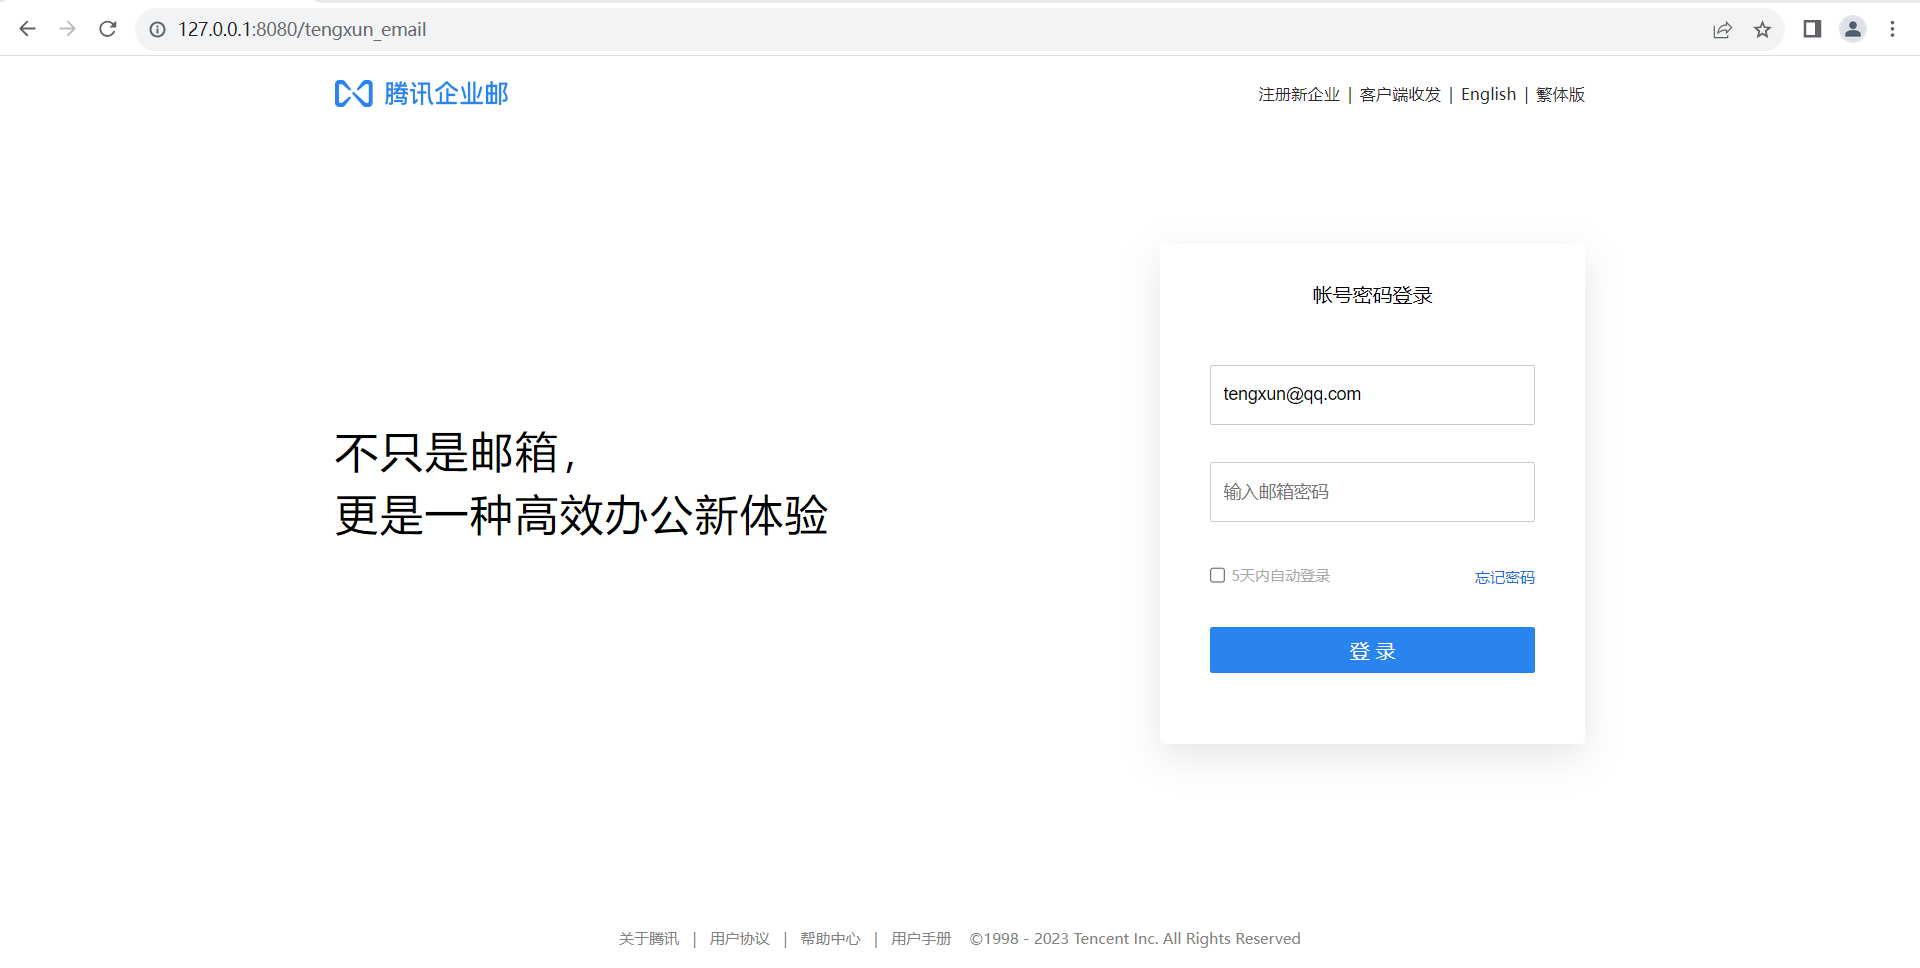 127.0.0.1:8080/tengxun_email
腾讯企业邮
注册新企业 | 客户端收发 | English | 繁体版
帐号密码登录
tengxun@qq.com
不只是邮箱，
更是一种高效办公新体验
输入邮箱密码
5天内自动登录 忘记密码
登 录
关于腾讯 | 用户协议 | 帮助中心 | 用户手册 ©1998 - 2023 Tencent Inc. All Rights Reserved